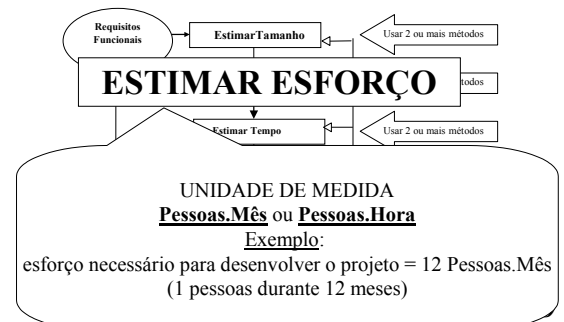 Requisitos
Funcionais
EstimarTamanho
Usar 2 ou mais métodos
ESTIMAR ESFORÇO
Estimar Tempo
Usar 2 ou mais métodos
UNIDADE DE MEDIDA
Pessoas.Mês ou Pessoas.Hora
Exemplo:
esforço necessário para desenvolver o projeto = 12 Pessoas.Mês
(1 pessoas durante 12 meses)